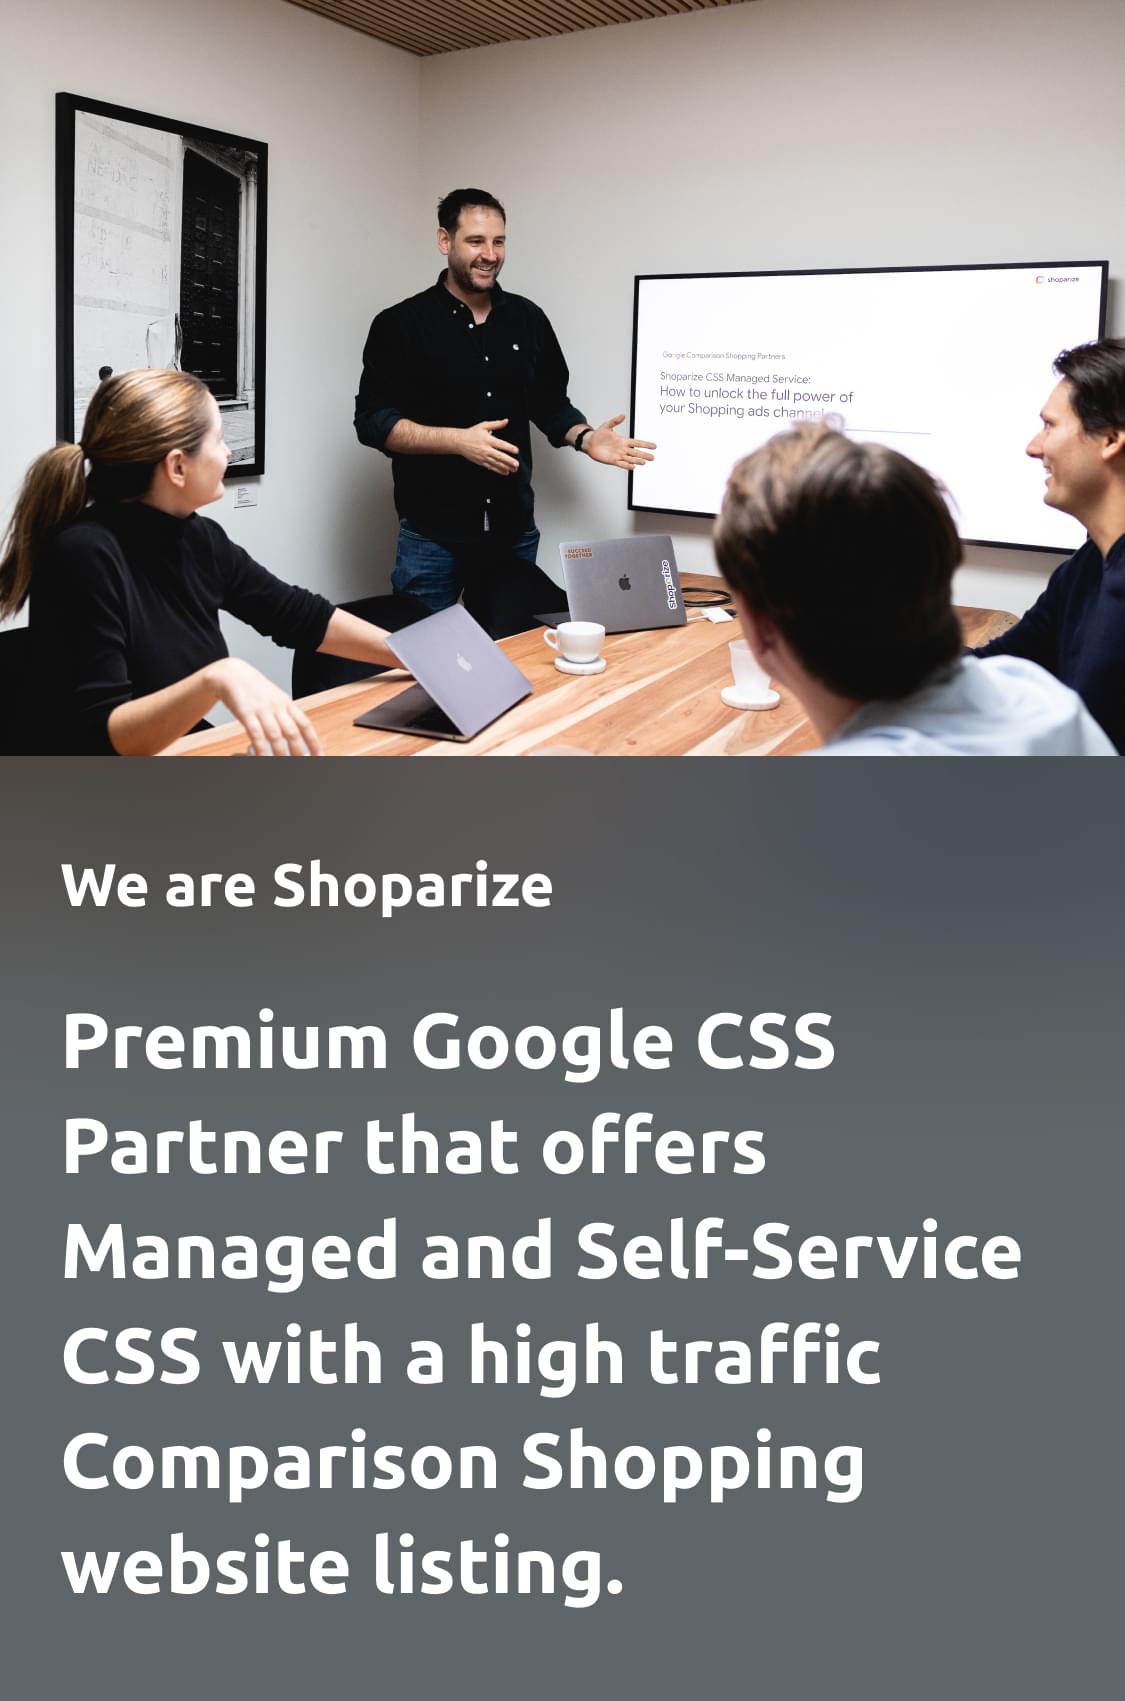 shoparize
Google Comparison Shopping Partners
Shoparize CSS Managed Service:
How to unlock the full power of
your Shopping ads channel
SUCCEED
TOGETHER
Shoparize
We are Shoparize
Premium Google CSS
Partner that offers
Managed and Self-Service
CSS with a high traffic
Comparison Shopping
website listing.